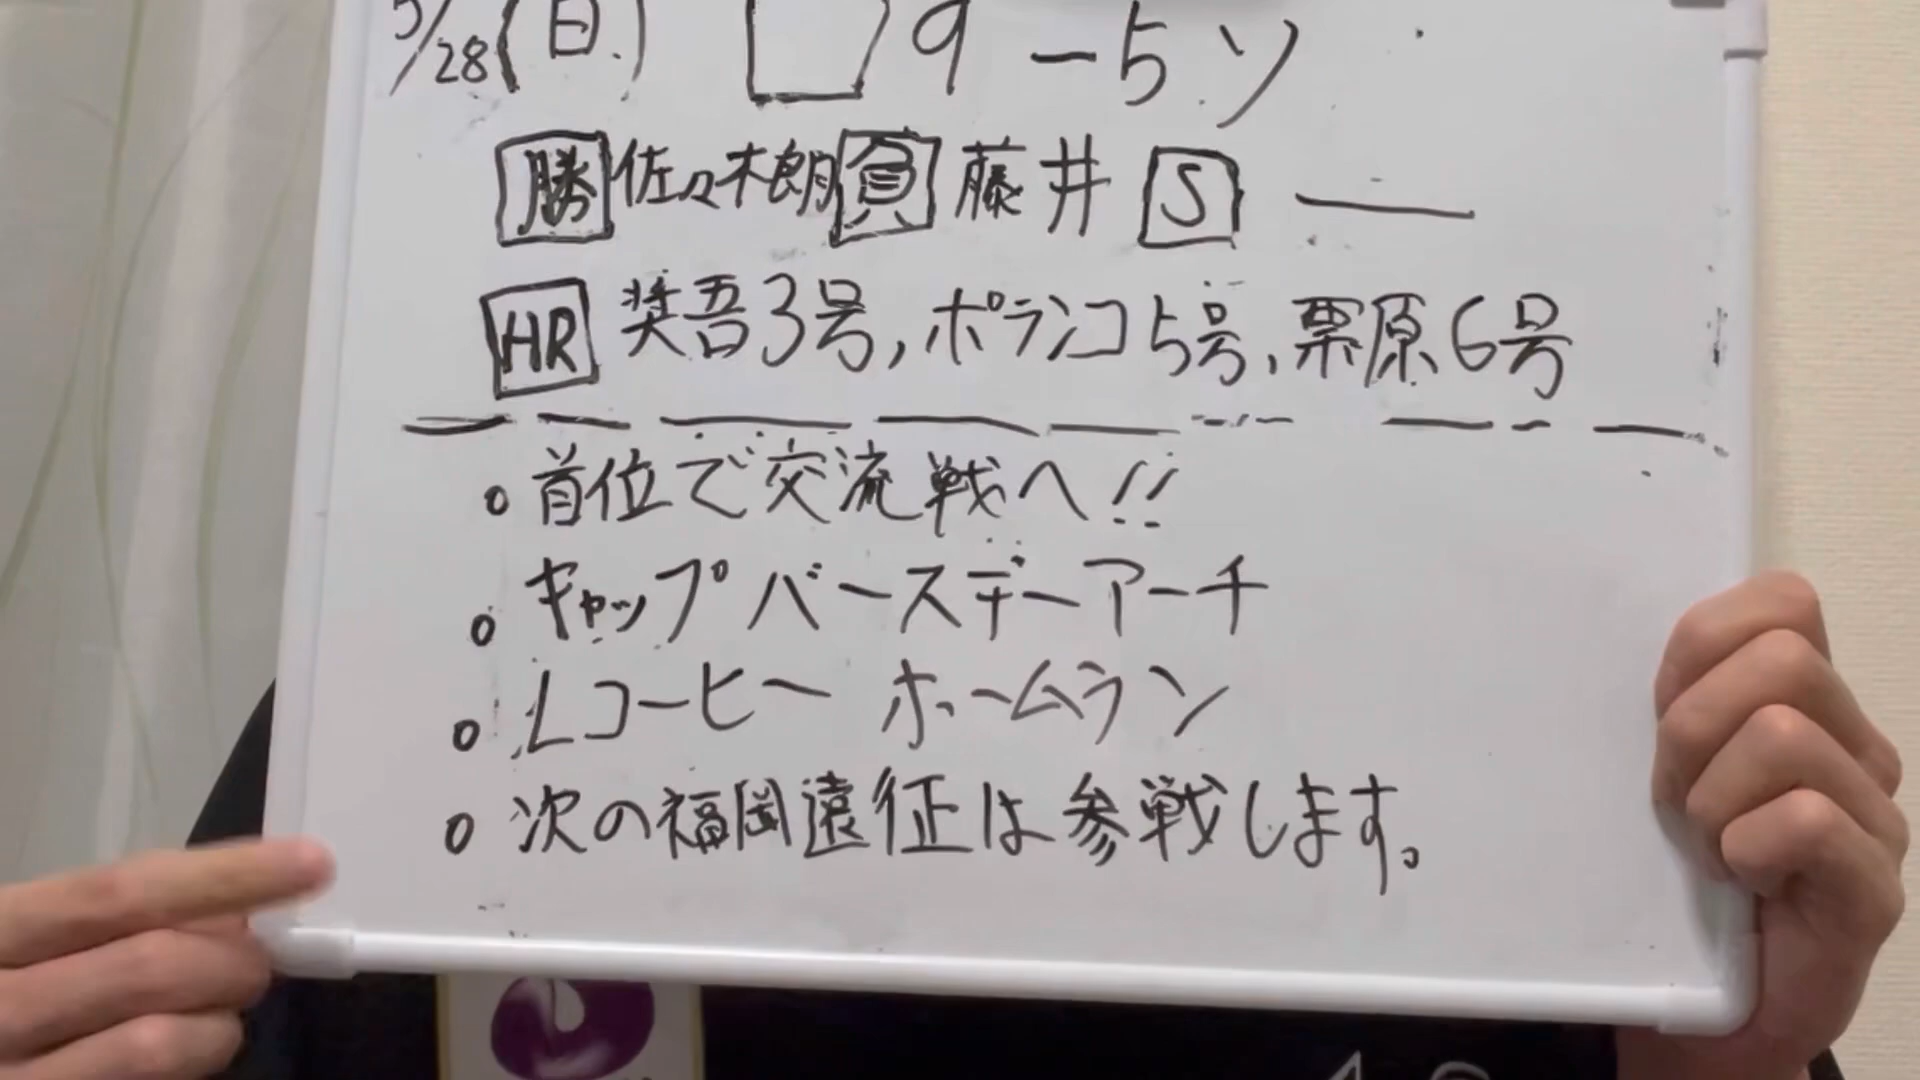 5/28(日.) ロ 9-5 ソ
勝 佐々木朗 負 藤井 S —
HR 奨吾3号,ポランコ5号,栗原6号
○首位で交流戦へ!!
○キャップ バースデーアーチ
○Lコーヒー ホームラン
○次の福岡遠征は参戦します。